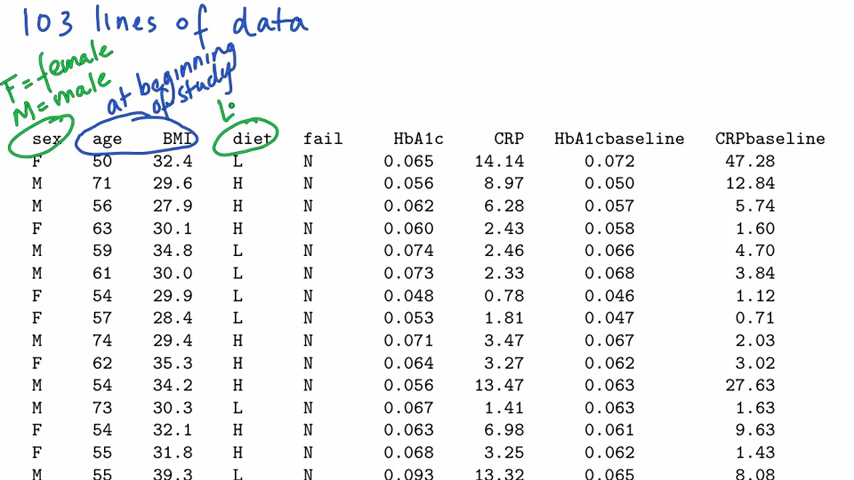 103 lines of data
F = female
M = male
at beginning
of study
L:
sex age BMI diet fail HbA1c CRP HbA1cbaseline CRPbaseline
F 50 32.4 L N 0.065 14.14 0.072 47.28
M 71 29.6 H N 0.056 8.97 0.050 12.84
M 56 27.9 H N 0.062 6.28 0.057 5.74
F 63 30.1 H N 0.060 2.43 0.058 1.60
M 59 34.8 L N 0.074 2.46 0.066 4.70
M 61 30.0 L N 0.073 2.33 0.068 3.84
F 54 29.9 L N 0.048 0.78 0.046 1.12
F 57 28.4 L N 0.053 1.81 0.047 0.71
M 74 29.4 H N 0.071 3.47 0.067 2.03
F 62 35.3 H N 0.064 3.27 0.062 3.02
M 54 34.2 H N 0.056 13.47 0.063 27.63
M 73 30.3 L N 0.067 1.41 0.063 1.63
F 54 32.1 H N 0.063 6.98 0.061 9.63
F 55 31.8 H N 0.068 3.25 0.062 1.43
M 55 39.3 L N 0.093 13.32 0.065 8.08